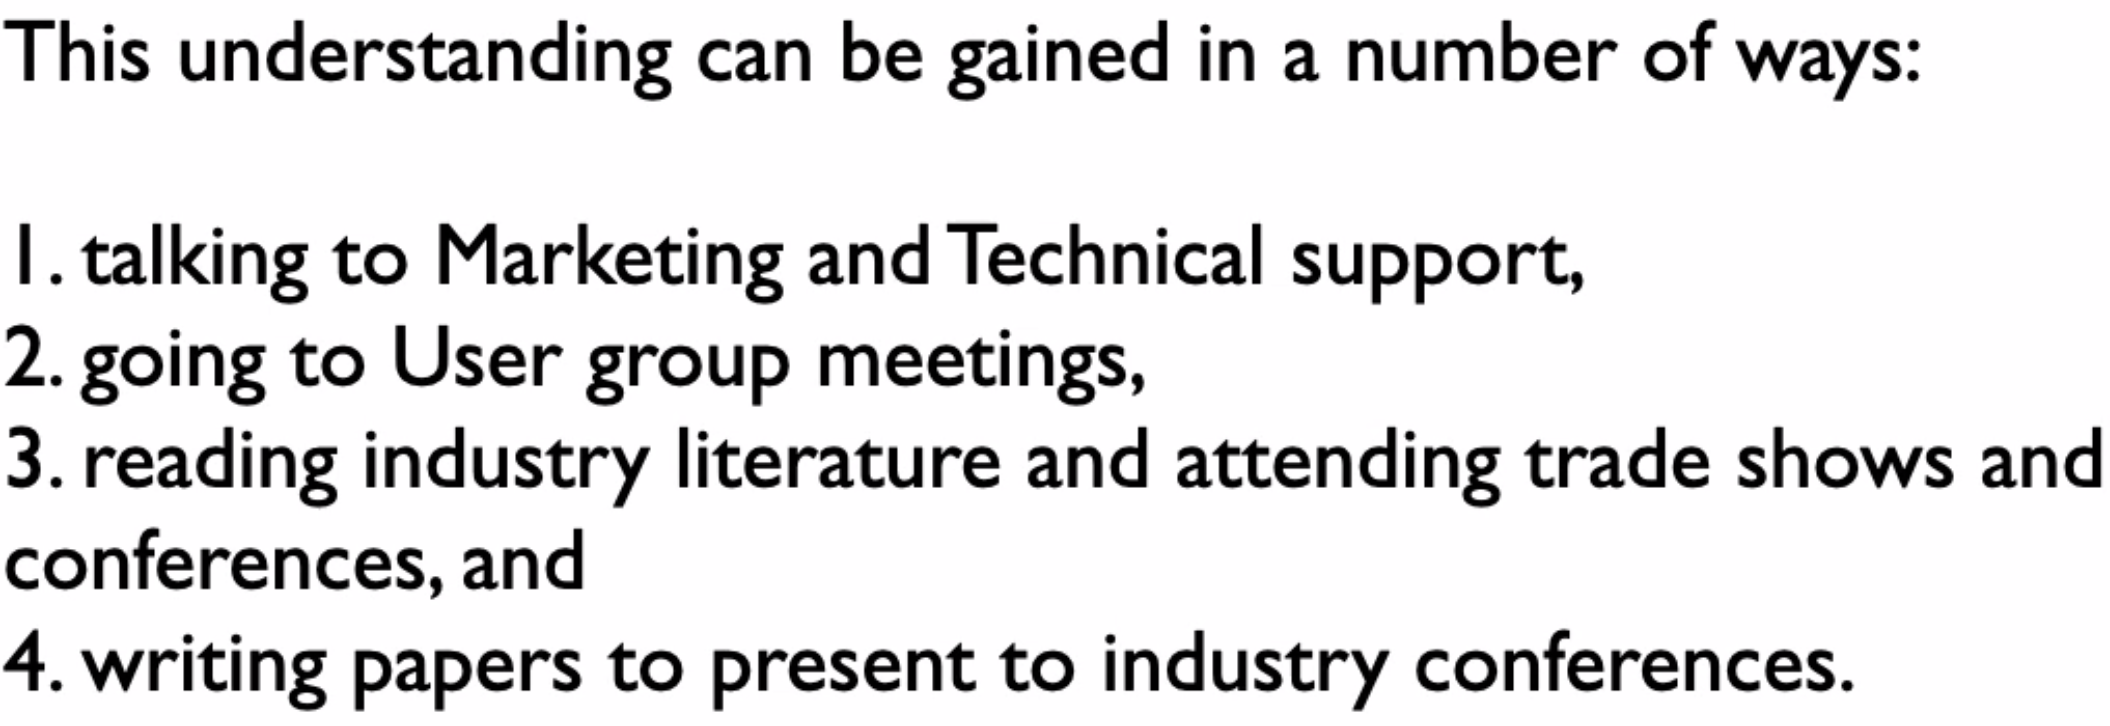 This understanding can be gained in a number of ways:
1. talking to Marketing and Technical support,
2. going to User group meetings,
3. reading industry literature and attending trade shows and
conferences, and
4. writing papers to present to industry conferences.